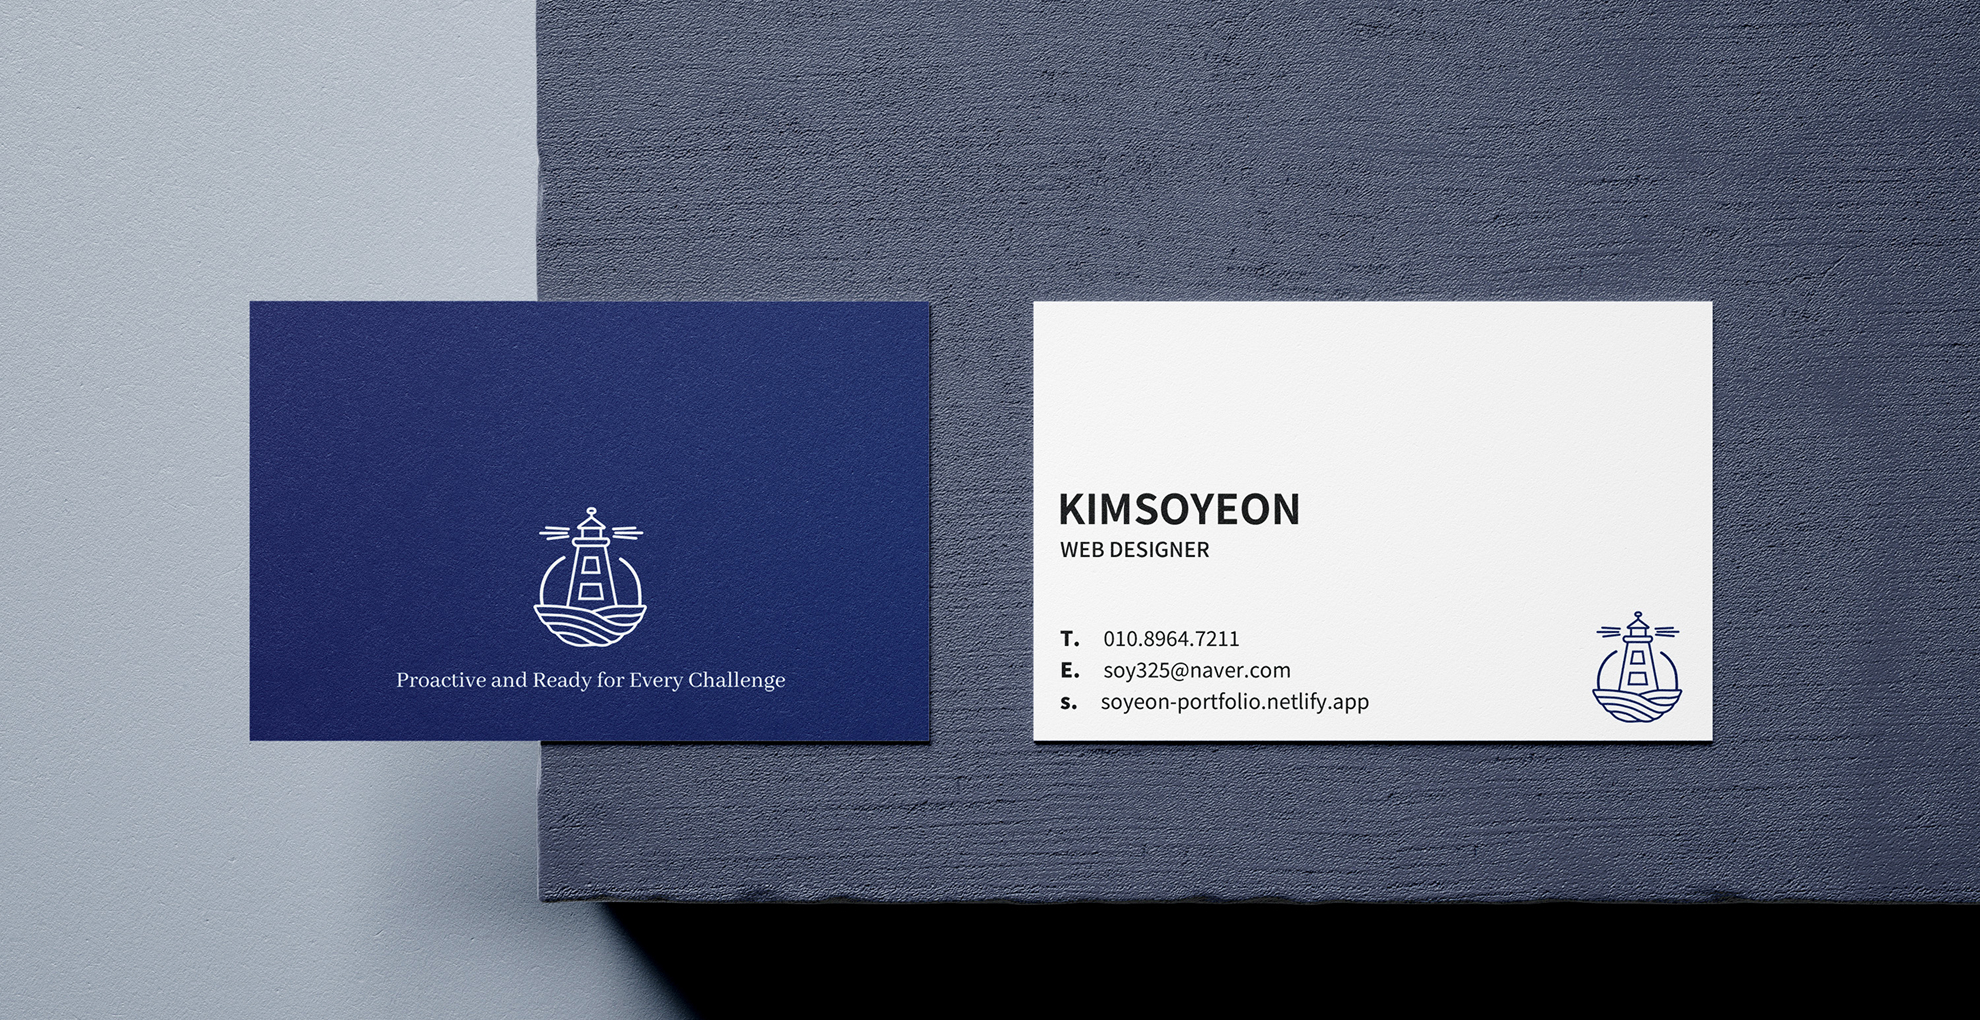 Proactive and Ready for Every Challenge
KIMSOYEON
WEB DESIGNER
T. 010.8964.7211
E. soy325@naver.com
s. soyeon-portfolio.netlify.app